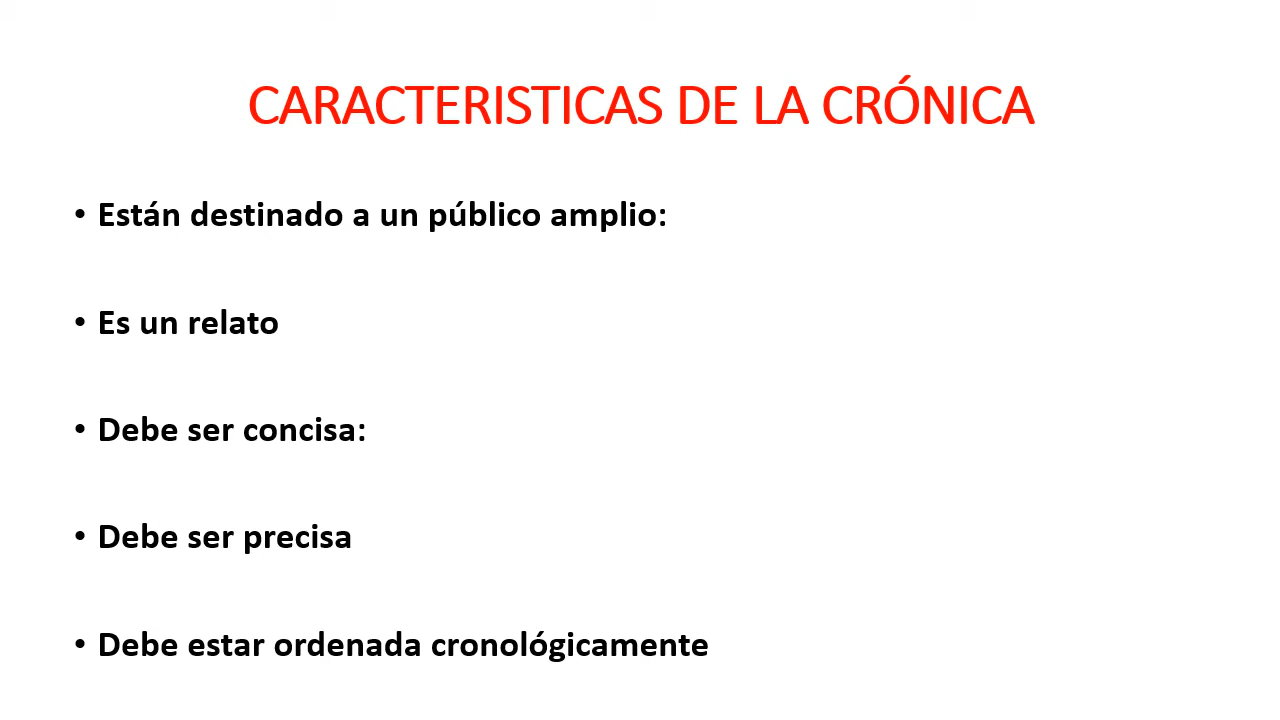 CARACTERISTICAS DE LA CRÓNICA
• Están destinado a un público amplio:
• Es un relato
• Debe ser concisa:
• Debe ser precisa
• Debe estar ordenada cronológicamente